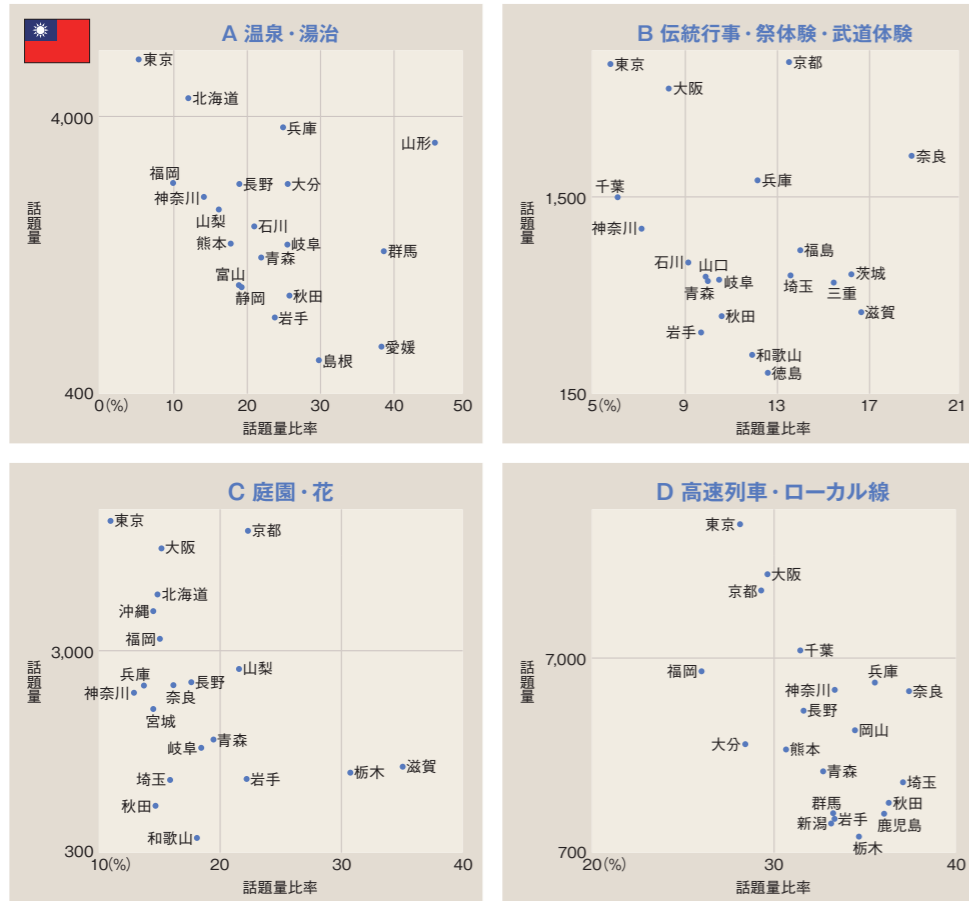 A 温泉・湯治
東京
北海道
4,000
兵庫
山形
福岡
長野
大分
神奈川
山梨
石川
熊本
岐阜
群馬
青森
富山
静岡
秋田
岩手
愛媛
島根
400
話題量
0(%)
10
20
30
40
50
話題量比率
B 伝統行事・祭体験・武道体験
東京
京都
大阪
奈良
兵庫
千葉
1,500
神奈川
福島
石川
山口
茨城
青森
岐阜
埼玉
三重
滋賀
秋田
岩手
和歌山
徳島
150
話題量
5(%)
9
13
17
21
話題量比率
C 庭園・花
東京
京都
大阪
北海道
沖縄
福岡
3,000
山梨
兵庫
長野
神奈川
奈良
宮城
青森
岐阜
滋賀
栃木
埼玉
岩手
秋田
和歌山
300
話題量
10(%)
20
30
40
話題量比率
D 高速列車・ローカル線
東京
大阪
京都
千葉
7,000
福岡
兵庫
神奈川
奈良
長野
岡山
大分
熊本
青森
埼玉
秋田
群馬
岩手
鹿児島
新潟
栃木
700
話題量
20(%)
30
40
話題量比率